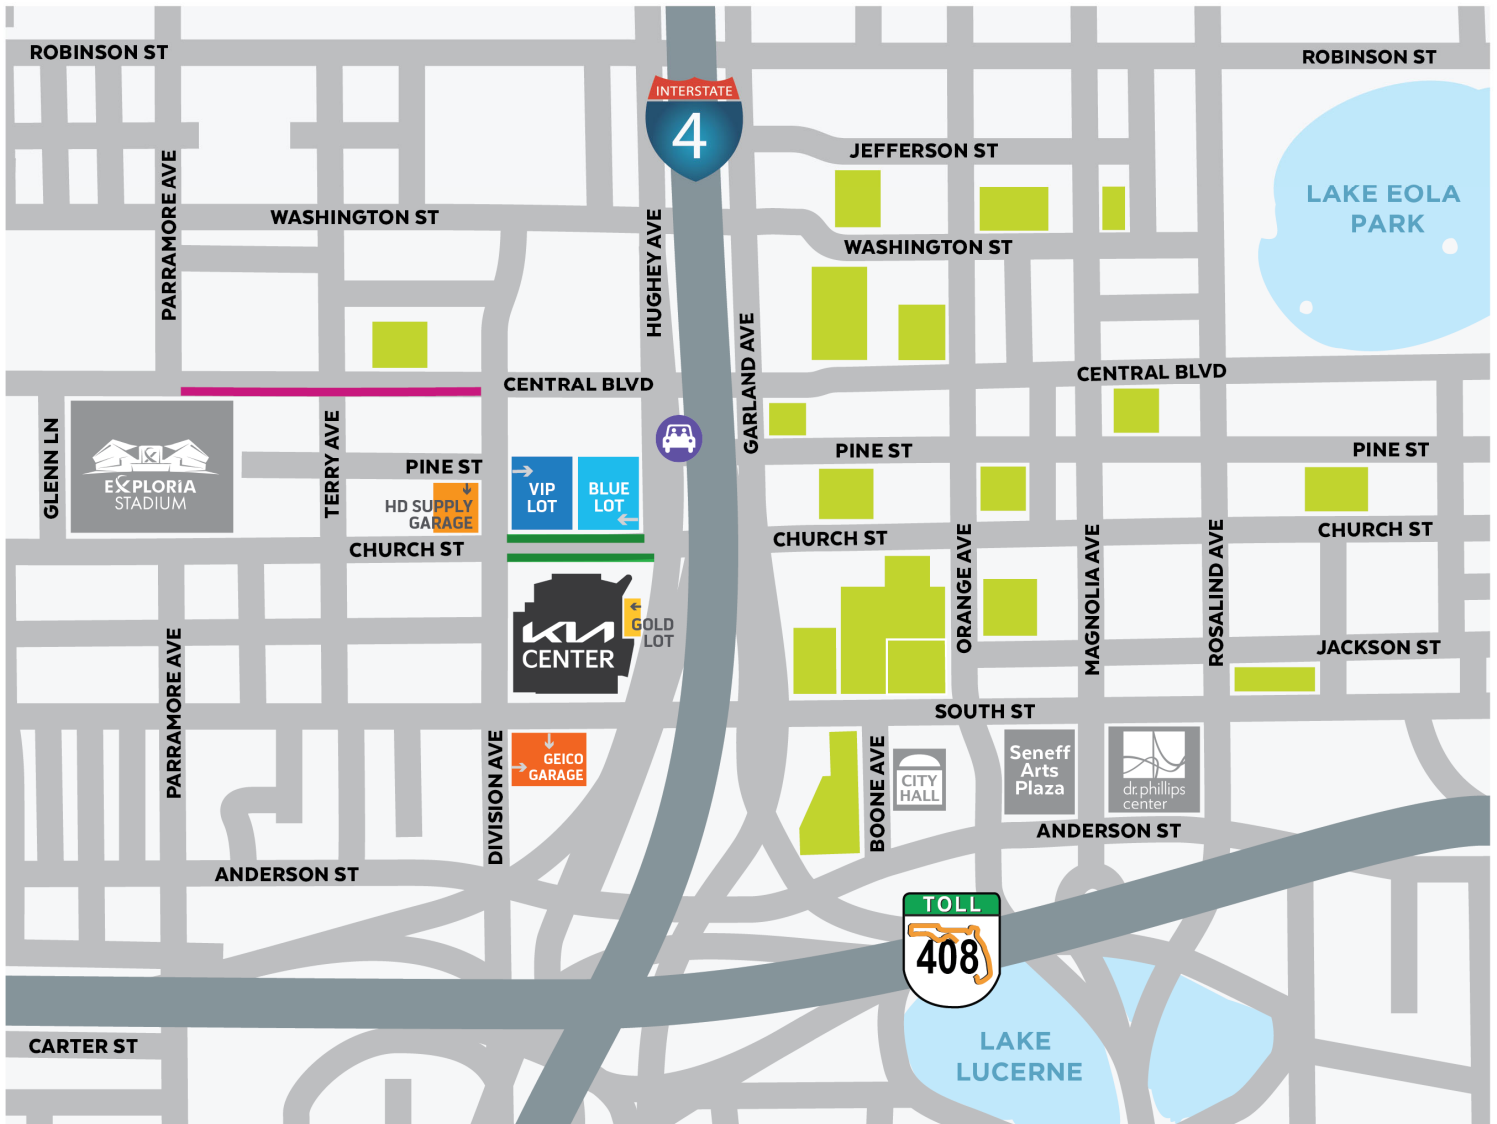 ROBINSON ST
ROBINSON ST
INTERSTATE
4
JEFFERSON ST
PARRAMORE AVE
LAKE EOLA
PARK
WASHINGTON ST
HUGHEY AVE
WASHINGTON ST
GARLAND AVE
CENTRAL BLVD
CENTRAL BLVD
GLENN LN
TERRY AVE
PINE ST
PINE ST
PINE ST
EXPLORIA
STADIUM
VIP
LOT
BLUE
LOT
HD SUPPLY
GARAGE
CHURCH ST
CHURCH ST
CHURCH ST
ORANGE AVE
MAGNOLIA AVE
ROSALIND AVE
KIA
CENTER
GOLD
LOT
JACKSON ST
PARRAMORE AVE
SOUTH ST
DIVISION AVE
GEICO
GARAGE
BOONE AVE
CITY
HALL
Seneff
Arts
Plaza
dr. phillips
center
ANDERSON ST
ANDERSON ST
TOLL
408
CARTER ST
LAKE
LUCERNE